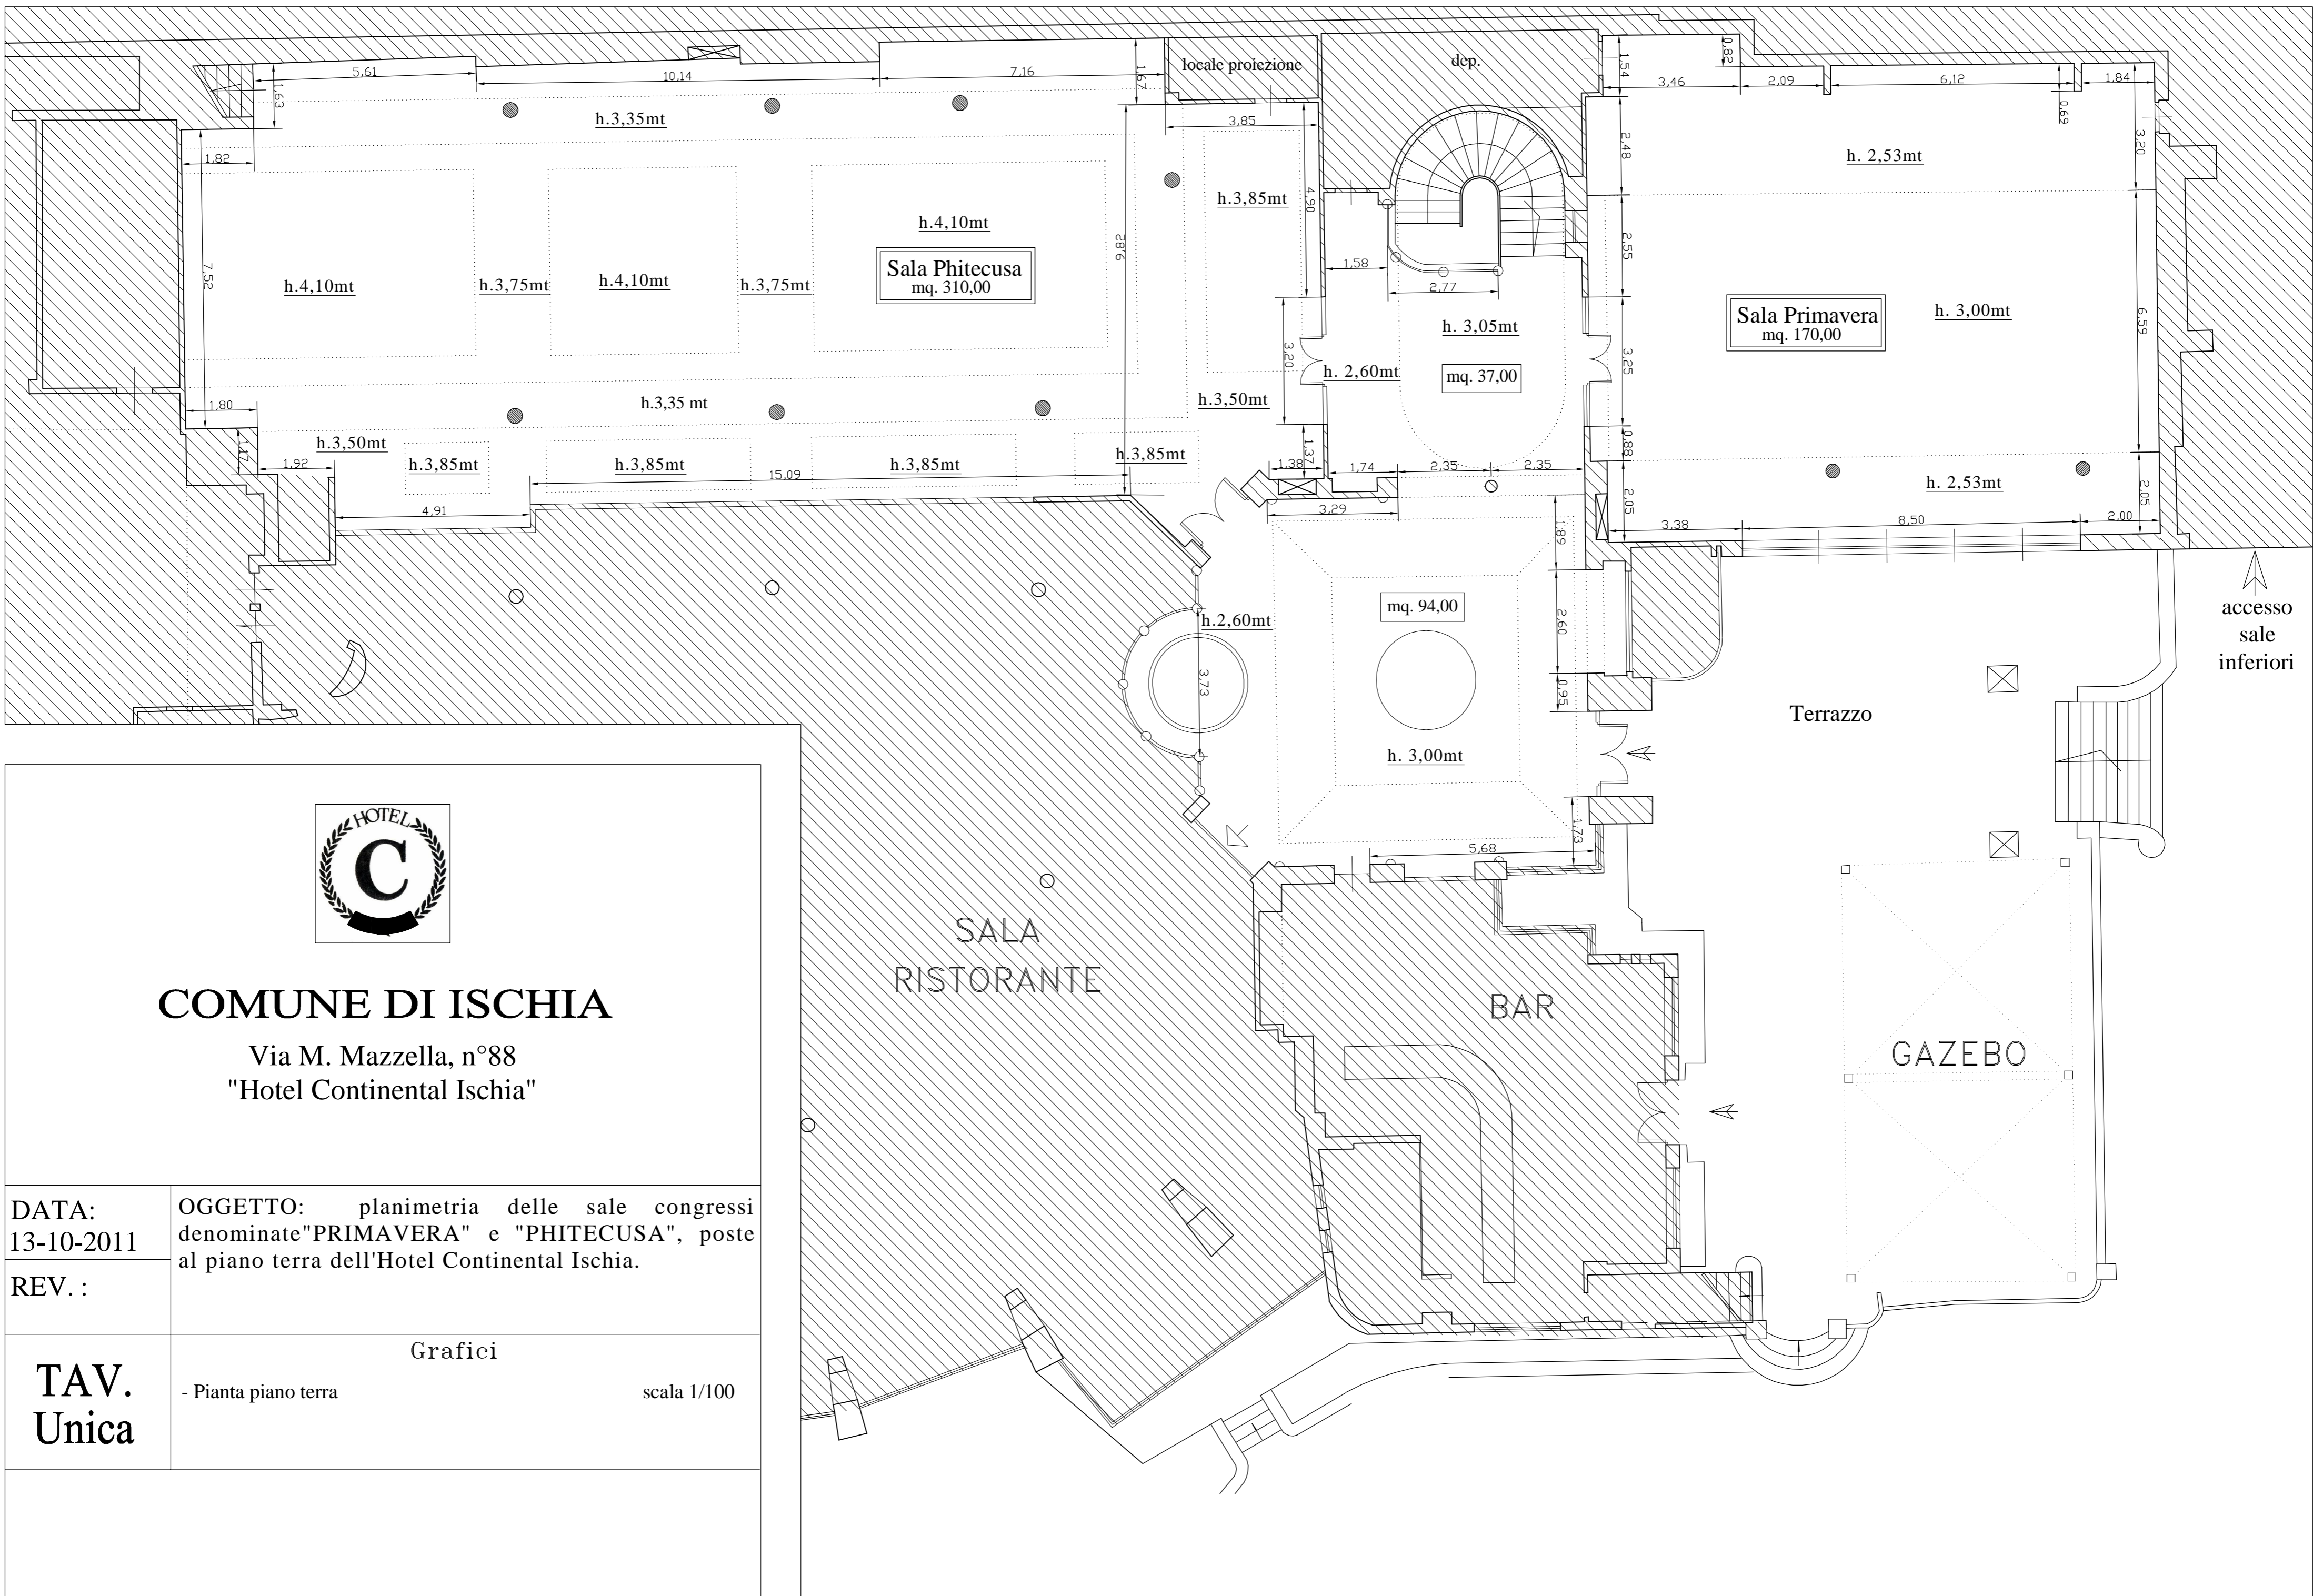 5,61
10,14
7,16
1,67
locale proiezione
dep.
1,54
0,82
3,46
2,09
6,12
1,84
0,69
1,63
h.3,35mt
3,85
2,48
3,20
1,82
h. 2,53mt
4,90
h.3,85mt
h.4,10mt
28,6
2,55
7,52
Sala Phitecusa
mq. 310,00
1,58
2,77
h.4,10mt
h.3,75mt
h.4,10mt
h.3,75mt
Sala Primavera
mq. 170,00
h. 3,00mt
6,59
h. 3,05mt
3,20
3,25
h. 2,60mt
mq. 37,00
1,80
h.3,35 mt
h.3,50mt
1,17
h.3,50mt
1,92
h.3,85mt
h.3,85mt
h.3,85mt
h.3,85mt
15,09
1,37
1,38
1,74
2,35
2,35
0,88
2,05
h. 2,53mt
2,05
4,91
3,29
1,89
3,38
8,50
2,00
mq. 94,00
h.2,60mt
2,60
accesso
sale
inferiori
3,73
0,95
Terrazzo
h. 3,00mt
1,73
5,68
SALA
RISTORANTE
BAR
GAZEBO
HOTEL
C
COMUNE DI ISCHIA
Via M. Mazzella, n°88
"Hotel Continental Ischia"
DATA:
13-10-2011
REV. :
OGGETTO: planimetria delle sale congressi
denominate"PRIMAVERA" e "PHITECUSA", poste
al piano terra dell'Hotel Continental Ischia.
TAV.
Unica
Grafici
- Pianta piano terra scala 1/100